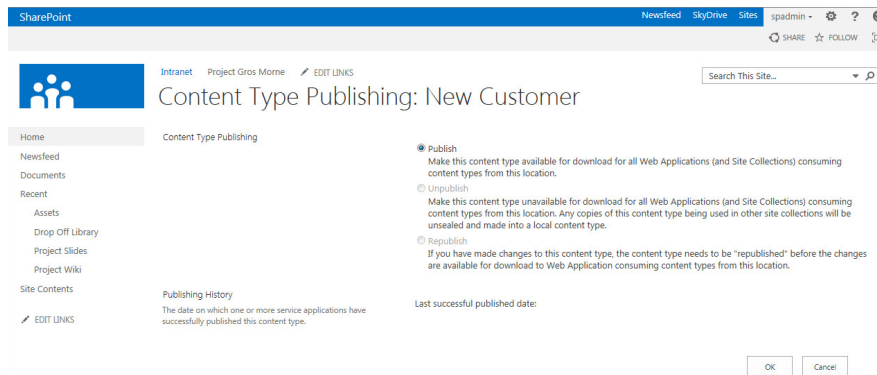 SharePoint
Newsfeed SkyDrive Sites spadmin ?
SHARE FOLLOW
Intranet Project Gros Morne EDIT LINKS
Search This Site...
Content Type Publishing: New Customer
Home
Newsfeed
Documents
Recent
Assets
Drop Off Library
Project Slides
Project Wiki
Site Contents
EDIT LINKS
Content Type Publishing
Publish
Make this content type available for download for all Web Applications (and Site Collections) consuming
content types from this location.
Unpublish
Make this content type unavailable for download for all Web Applications (and Site Collections) consuming
content types from this location. Any copies of this content type being used in other site collections will be
unsealed and made into a local content type.
Republish
If you have made changes to this content type, the content type needs to be "republished" before the changes
are available for download to Web Application consuming content types from this location.
Publishing History
The date on which one or more service applications have
successfully published this content type.
Last successful published date:
OK Cancel